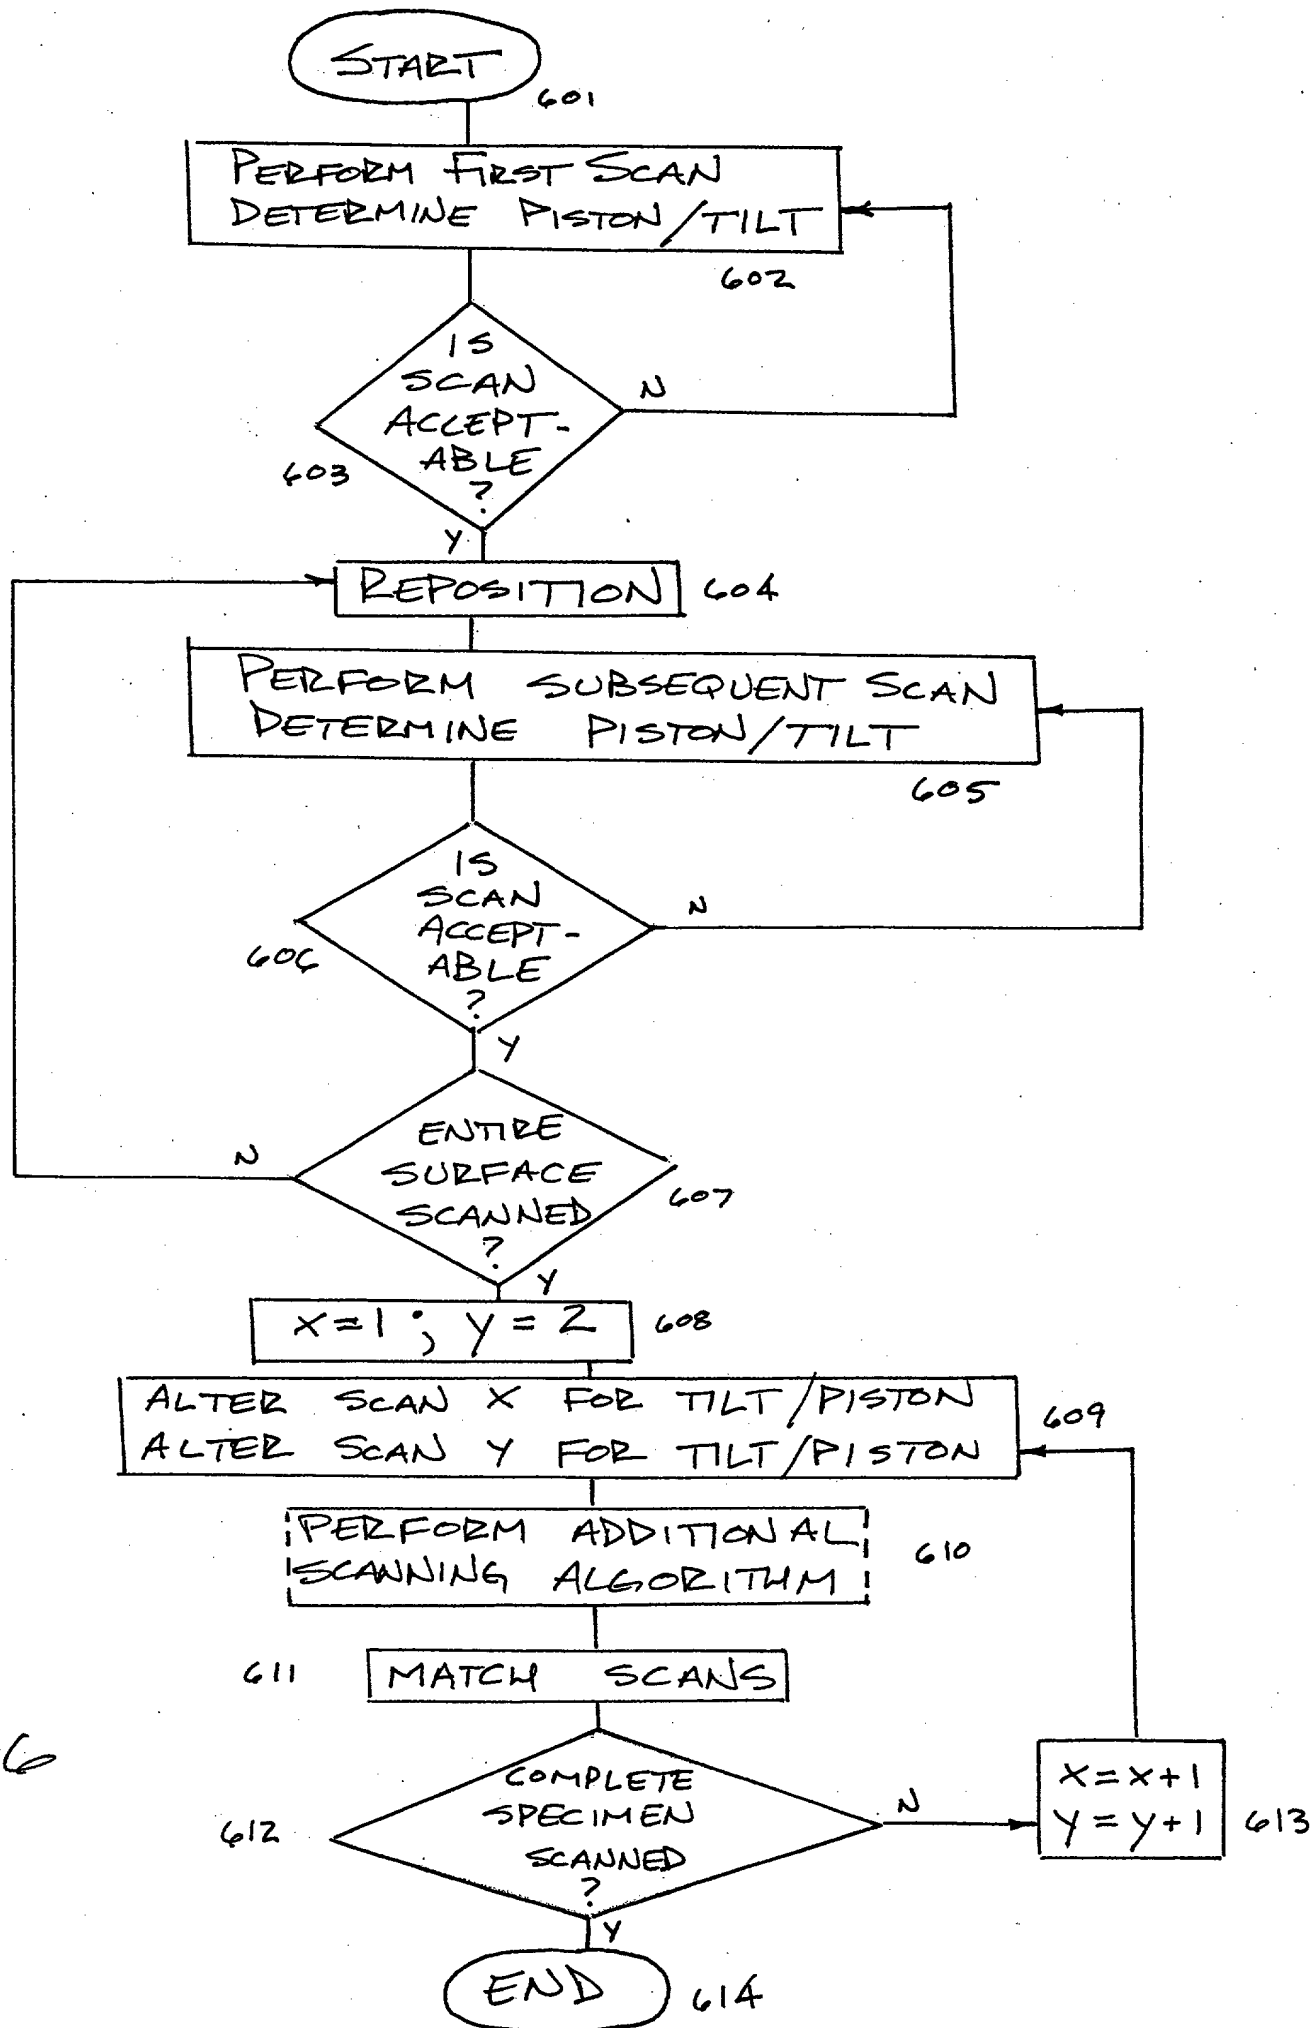 START
601
PERFORM FIRST SCAN
DETERMINE PISTON/TILT
602
IS
SCAN
ACCEPT-
ABLE
?
N
603
Y
REPOSITION
604
PERFORM SUBSEQUENT SCAN
DETERMINE PISTON/TILT
605
IS
SCAN
ACCEPT-
ABLE
?
N
606
Y
ENTIRE
SURFACE
SCANNED
?
N
607
Y
X=1; Y=2
608
ALTER SCAN X FOR TILT/PISTON
ALTER SCAN Y FOR TILT/PISTON
609
PERFORM ADDITIONAL
SCANNING ALGORITHM
610
611
MATCH SCANS
6
COMPLETE
SPECIMEN
SCANNED
?
612
N
X=X+1
Y=Y+1
613
Y
END
614